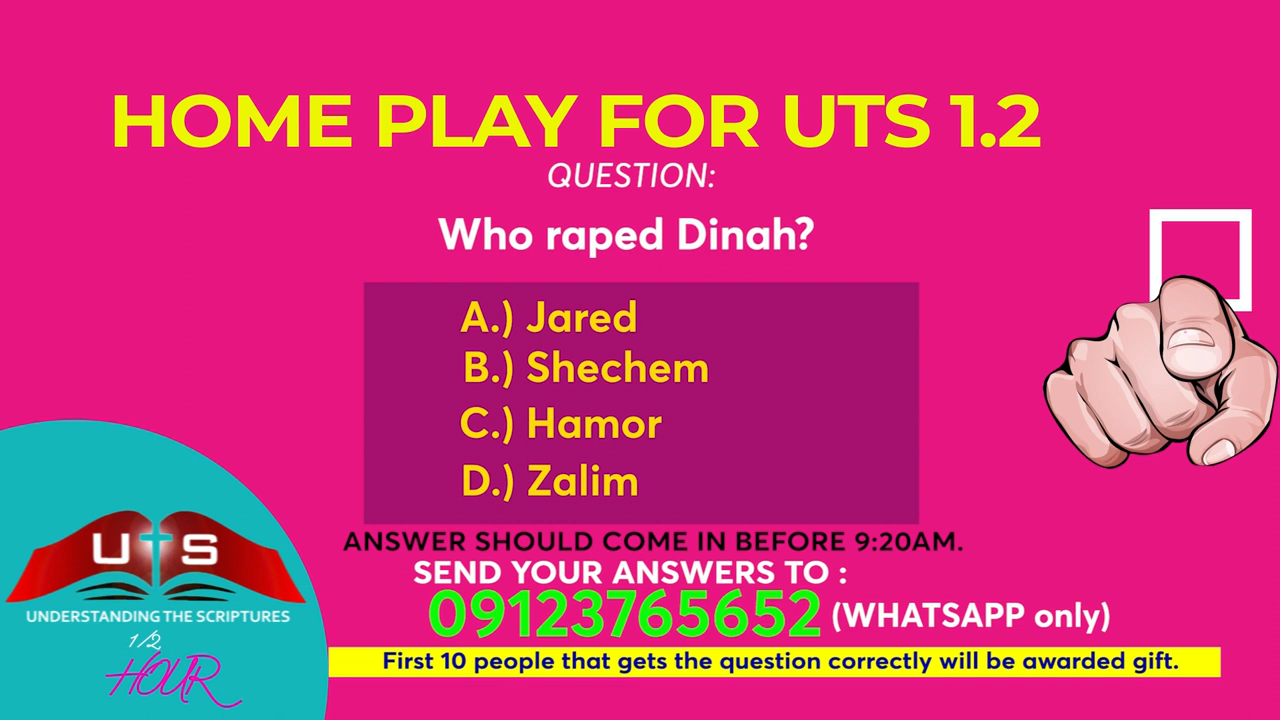 HOME PLAY FOR UTS 1.2
QUESTION:
Who raped Dinah?
A.) Jared
B.) Shechem
C.) Hamor
D.) Zalim
ANSWER SHOULD COME IN BEFORE 9:20AM.
SEND YOUR ANSWERS TO :
09123765652 (WHATSAPP only)
First 10 people that gets the question correctly will be awarded gift.
U S
UNDERSTANDING THE SCRIPTURES
1/2
HOUR